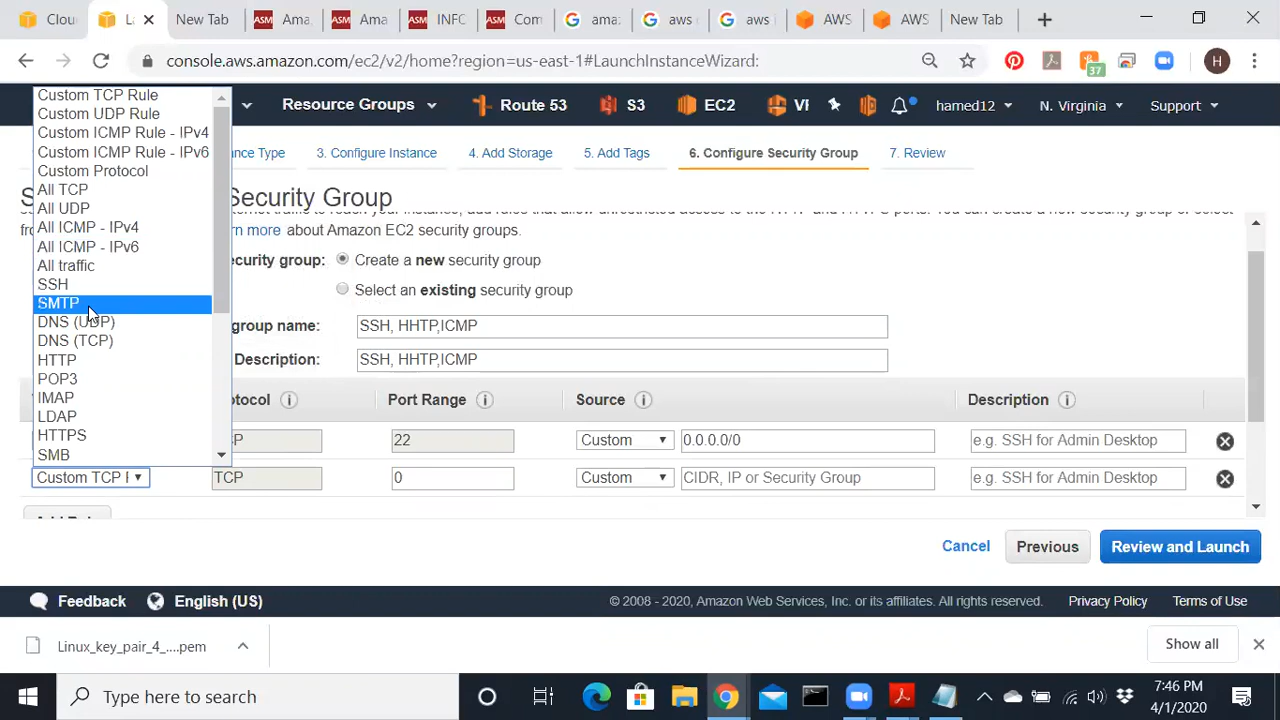 Clou
La
New Tab
Ama
Ama
INFC
Com
amaz
aws
aws
AWS
AWS
New Tab
console.aws.amazon.com/ec2/v2/home?region=us-east-1#LaunchInstanceWizard:
37
H
Resource Groups
Route 53
S3
EC2
hamed12
N. Virginia
Support
nce Type
3. Configure Instance
4. Add Storage
5. Add Tags
6. Configure Security Group
7. Review
S
Security Group
fro
rn more about Amazon EC2 security groups.
ecurity group:
Create a new security group
Select an existing security group
group name:
SSH, HHTP,ICMP
Description:
SSH, HHTP,ICMP
otocol
Port Range
Source
Description
22
Custom
0.0.0.0/0
e.g. SSH for Admin Desktop
TCP
0
Custom
CIDR, IP or Security Group
e.g. SSH for Admin Desktop
Custom TCP Rule
Custom UDP Rule
Custom ICMP Rule - IPv4
Custom ICMP Rule - IPv6
Custom Protocol
All TCP
All UDP
All ICMP - IPv4
All ICMP - IPv6
All traffic
SSH
SMTP
DNS (UDP)
DNS (TCP)
HTTP
POP3
IMAP
LDAP
HTTPS
SMB
Custom TCP
Cancel
Previous
Review and Launch
Feedback
English (US)
© 2008 - 2020, Amazon Web Services, Inc. or its affiliates. All rights reserved.
Privacy Policy
Terms of Use
Linux_key_pair_4_....pem
Show all
Type here to search
7:46 PM
4/1/2020